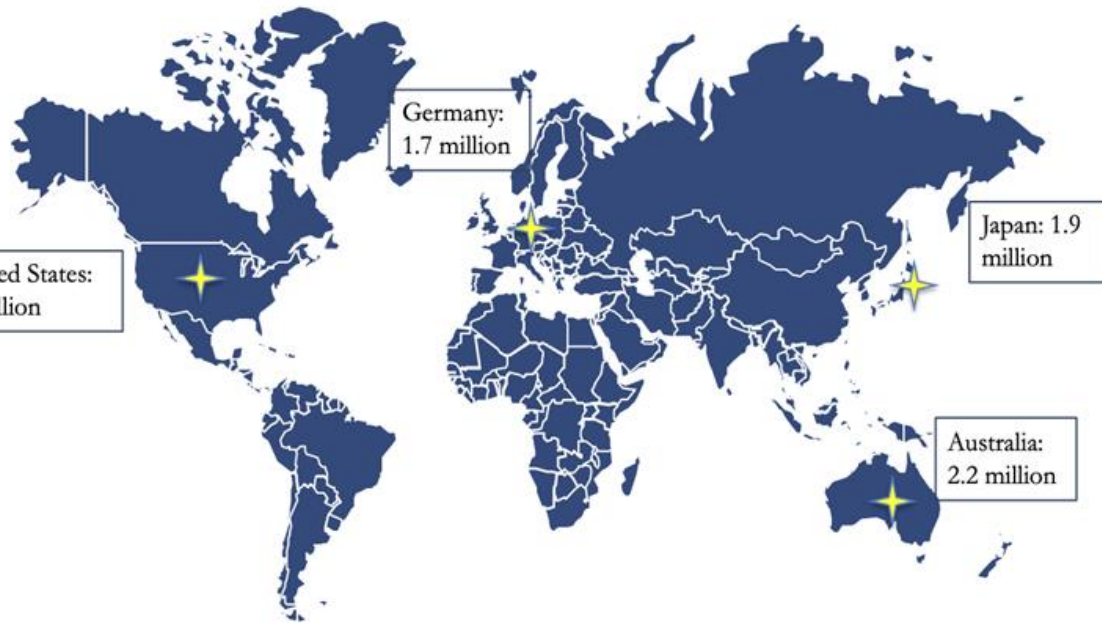 Germany:
1.7 million
Japan: 1.9
million
ed States:
llion
Australia:
2.2 million